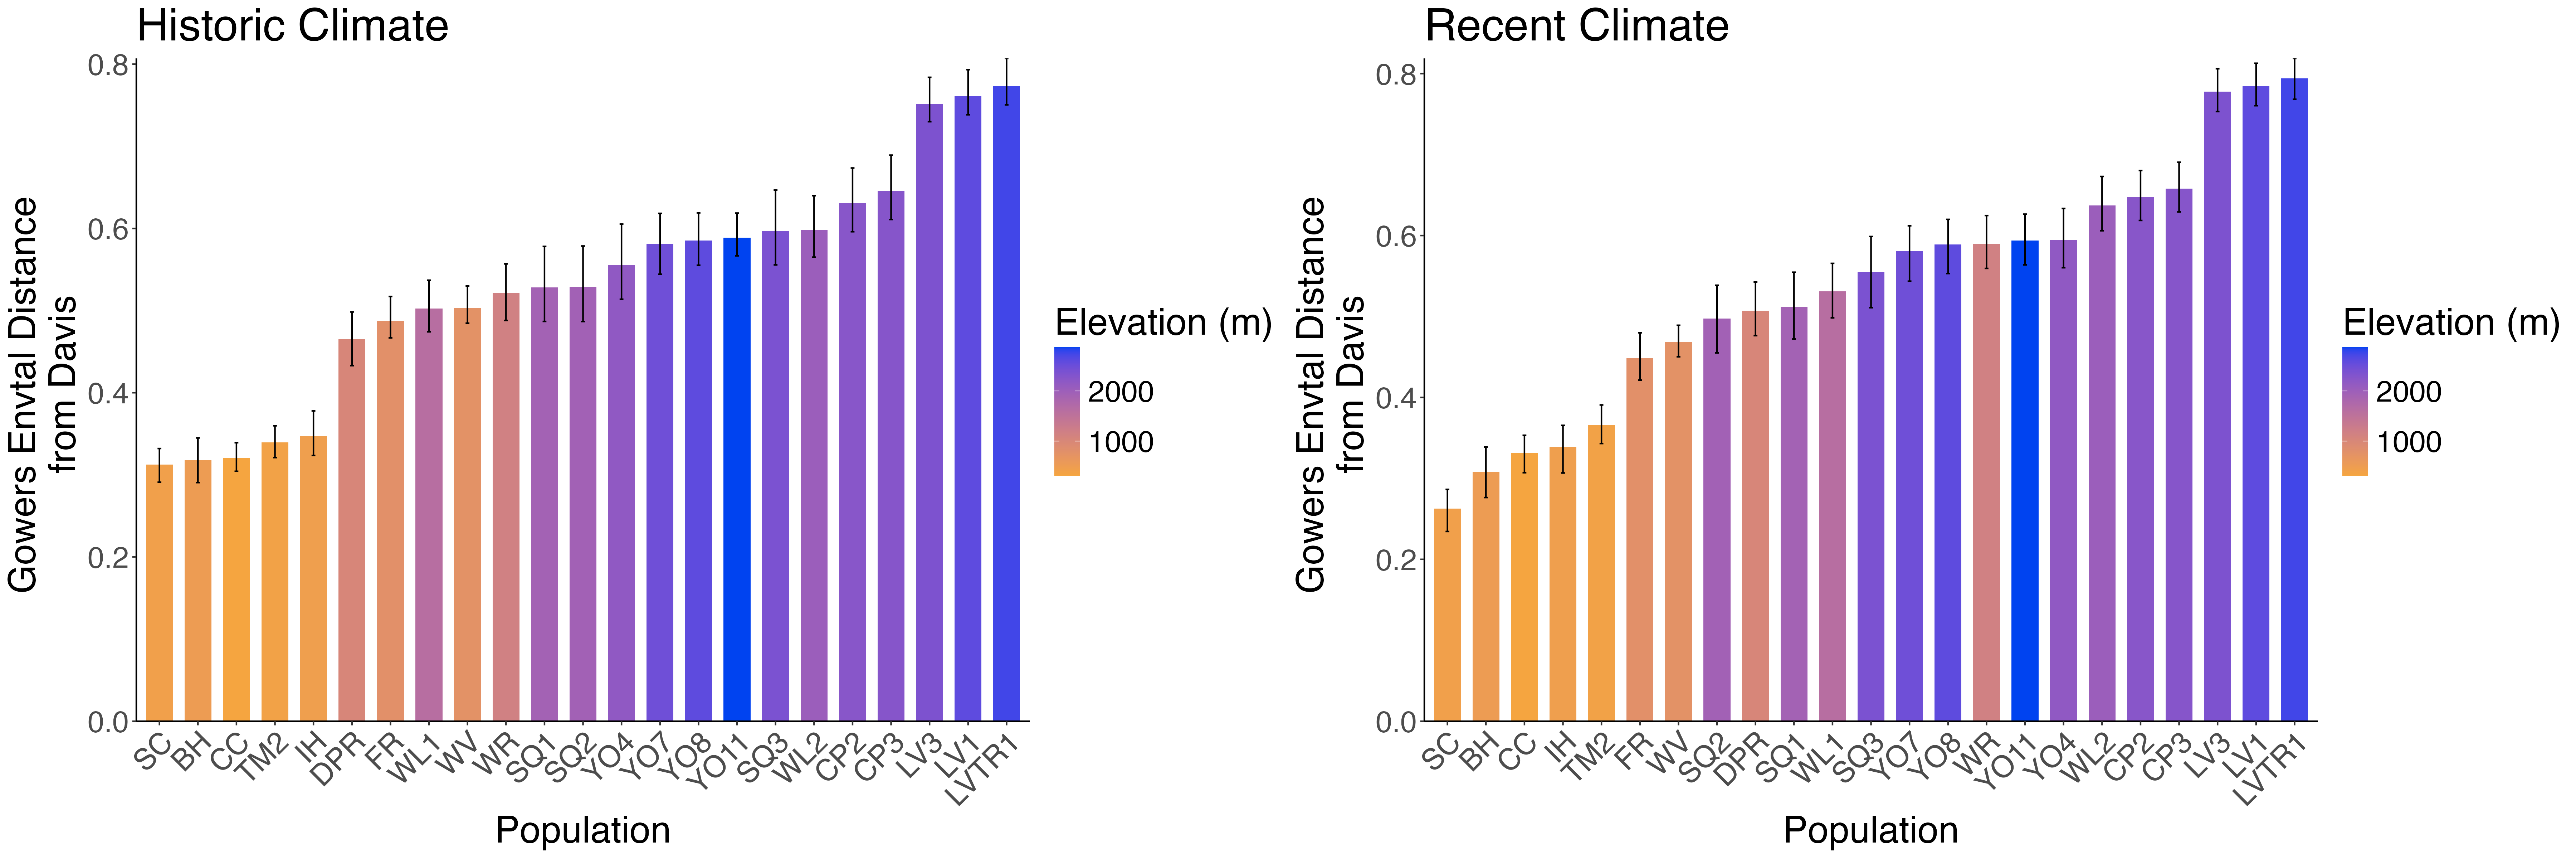 Historic Climate
Gowers Envtal Distance
from Davis
0.8
0.6
0.4
0.2
0.0
SC
BH
CC
TM2
IH
DPR
FR
WL1
WV
WR
SQ1
SQ2
YO4
YO7
YO8
YO11
SQ3
WL2
CP2
CP3
LV3
LV1
LVTR1
Population
Elevation (m)
2000
1000
Recent Climate
Gowers Envtal Distance
from Davis
0.8
0.6
0.4
0.2
0.0
SC
BH
CC
IH
TM2
FR
WV
SQ2
DPR
SQ1
WL1
SQ3
YO7
YO8
WR
YO11
YO4
WL2
CP2
CP3
LV3
LV1
LVTR1
Population
Elevation (m)
2000
1000